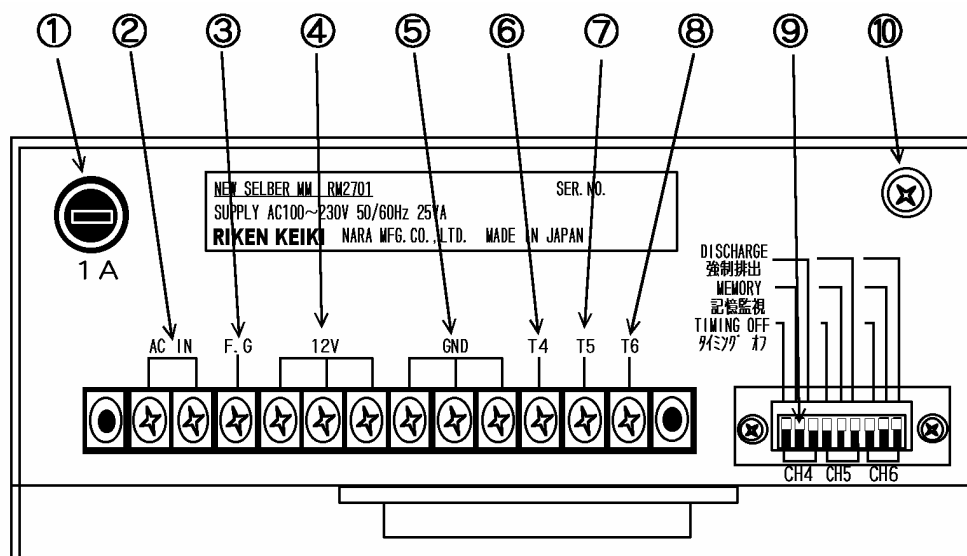 ① ② ③ ④ ⑤ ⑥ ⑦ ⑧ ⑨ ⑩
NEW SELBER MM RM2701 SER. NO.
SUPPLY AC100～230V 50/60Hz 25VA
RIKEN KEIKI NARA MFG. CO., LTD. MADE IN JAPAN
1A
DISCHARGE
強制排出
MEMORY
記憶監視
TIMING OFF
ﾀｲﾐﾝｸﾞ ｵﾌ
AC IN F.G 12V GND T4 T5 T6
CH4 CH5 CH6